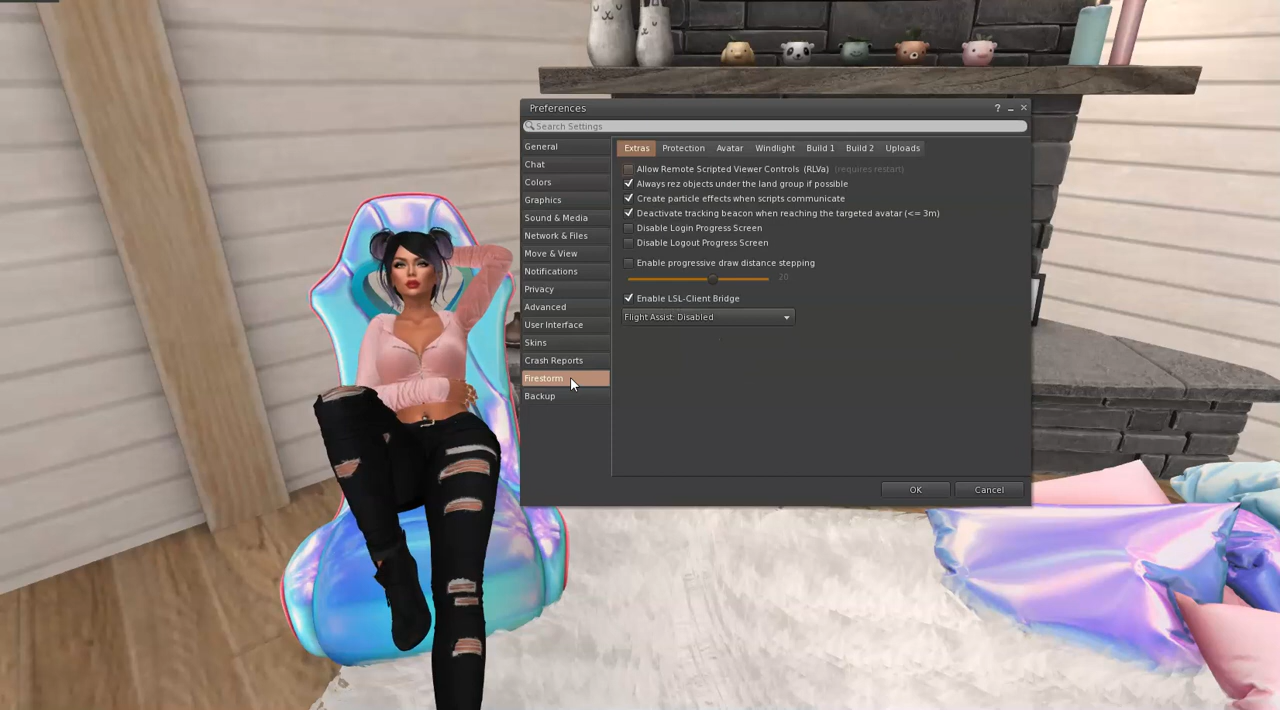 Preferences
?
Search Settings
General
Chat
Colors
Graphics
Sound & Media
Network & Files
Move & View
Notifications
Privacy
Advanced
User Interface
Skins
Crash Reports
Firestorm
Backup
Extras Protection Avatar Windlight Build 1 Build 2 Uploads
Allow Remote Scripted Viewer Controls (RLVa) (requires restart)
Always rez objects under the land group if possible
Create particle effects when scripts communicate
Deactivate tracking beacon when reaching the targeted avatar (<= 3m)
Disable Login Progress Screen
Disable Logout Progress Screen
Enable progressive draw distance stepping
20
Enable LSL-Client Bridge
Flight Assist: Disabled
OK Cancel